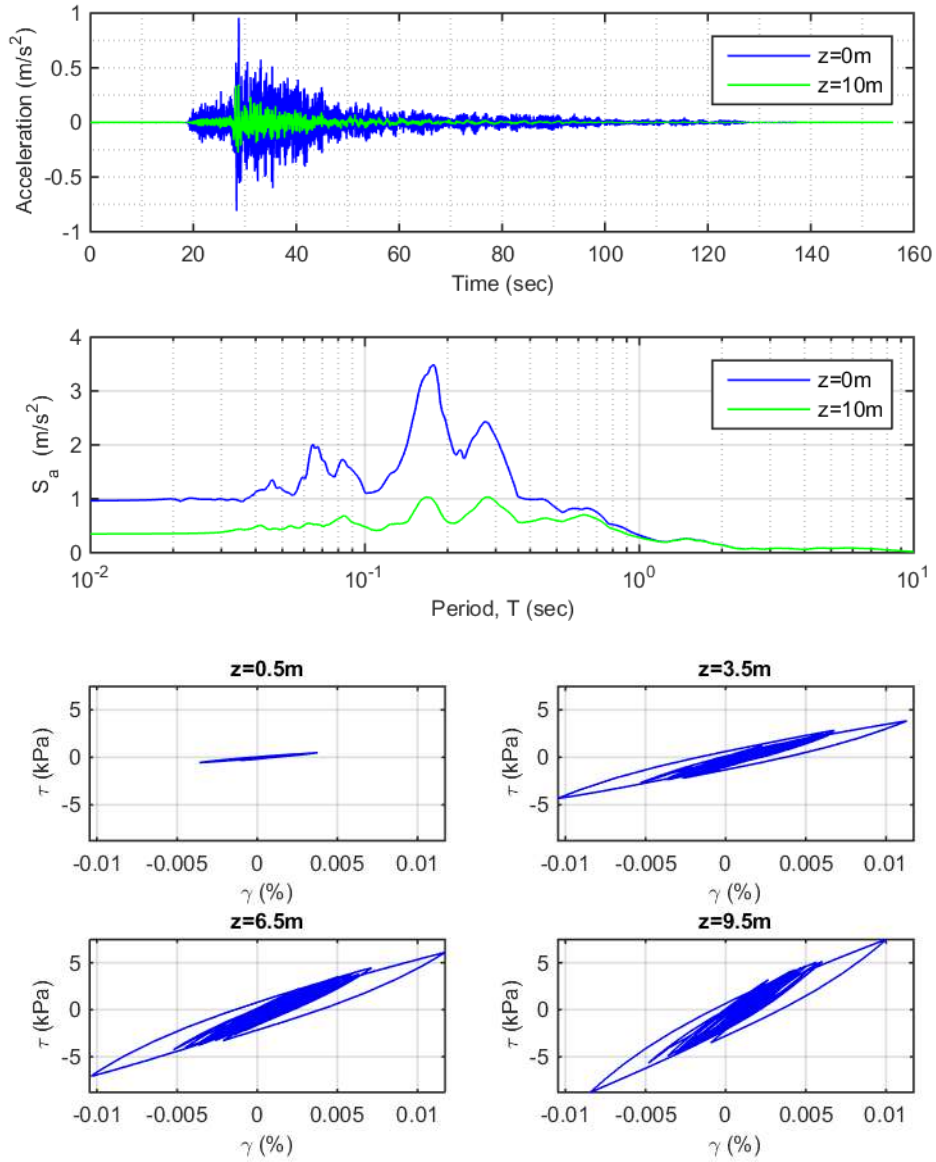 Acceleration (m/s²)
1
0.5
0
-0.5
-1
z=0m
z=10m
0 20 40 60 80 100 120 140 160
Time (sec)
S_a (m/s²)
4
3
2
1
0
z=0m
z=10m
10⁻² 10⁻¹ 10⁰ 10¹
Period, T (sec)
z=0.5m
τ (kPa)
5
0
-5
-0.01 -0.005 0 0.005 0.01
γ (%)
z=3.5m
τ (kPa)
5
0
-5
-0.01 -0.005 0 0.005 0.01
γ (%)
z=6.5m
τ (kPa)
5
0
-5
-0.01 -0.005 0 0.005 0.01
γ (%)
z=9.5m
τ (kPa)
5
0
-5
-0.01 -0.005 0 0.005 0.01
γ (%)